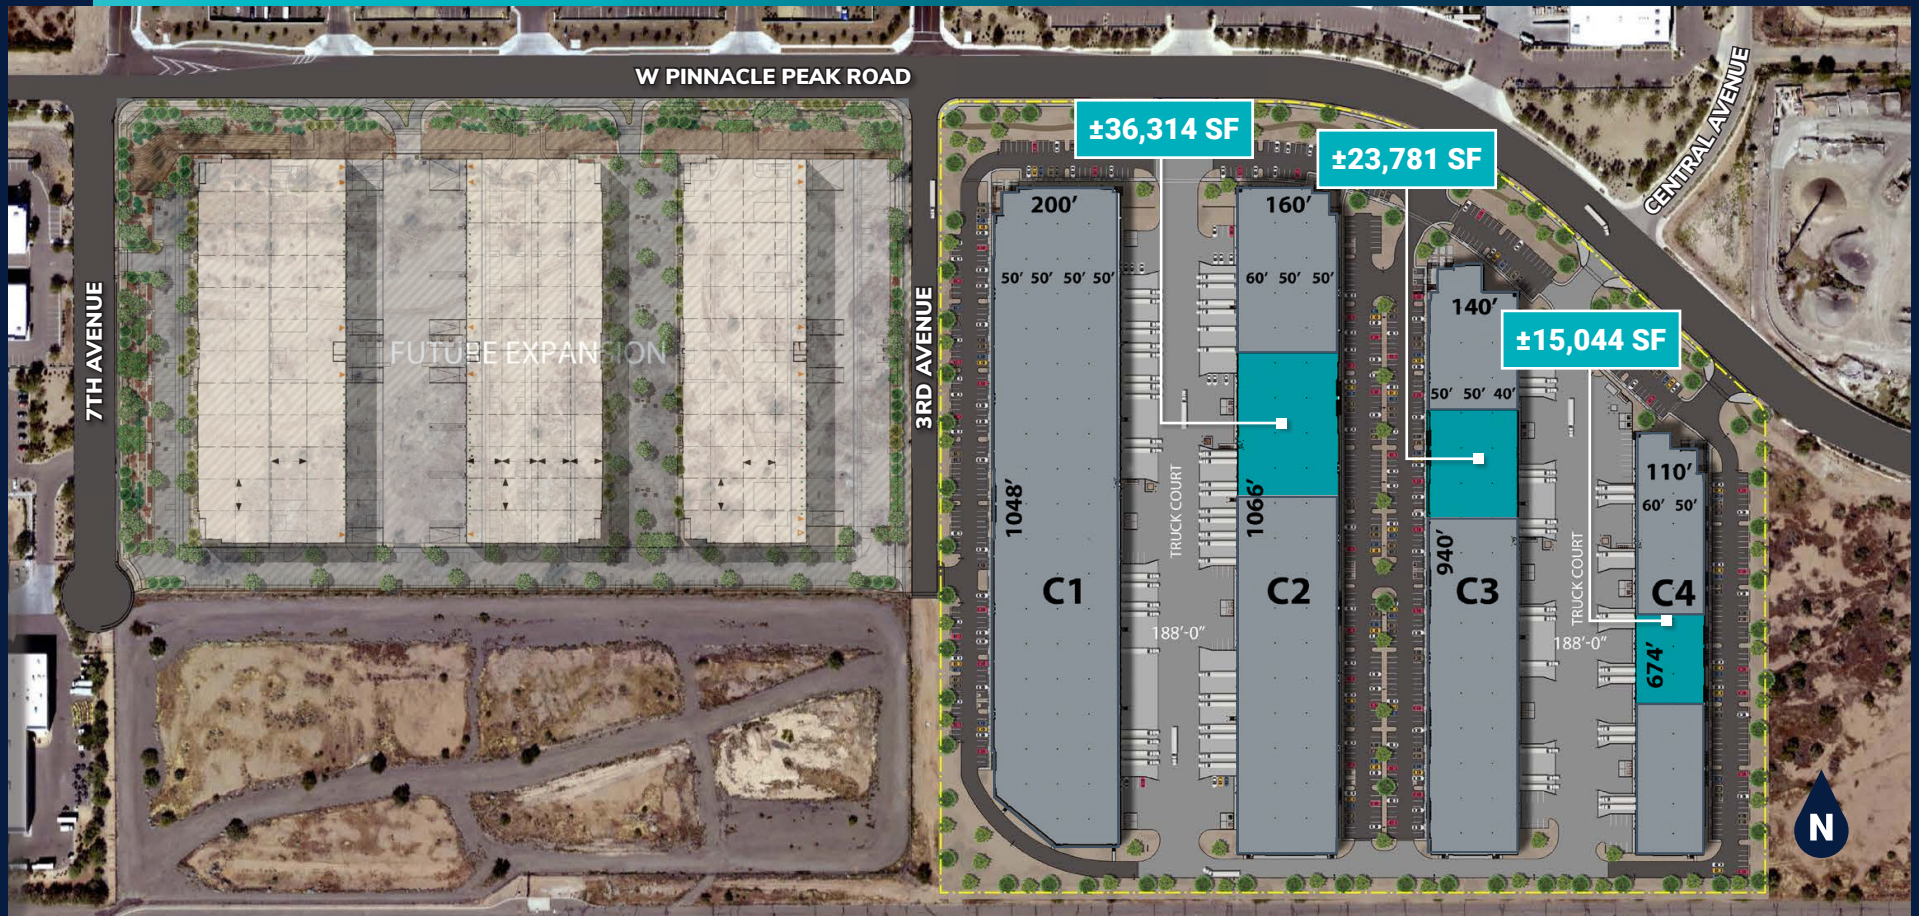 W PINNACLE PEAK ROAD
CENTRAL AVENUE
7TH AVENUE
3RD AVENUE
FUTURE EXPANSION
±36,314 SF
±23,781 SF
±15,044 SF
200’
50’ 50’ 50’ 50’
1048’
C1
TRUCK COURT
188’-0”
160’
60’ 50’ 50’
1066’
C2
140’
50’ 50’ 40’
940’
C3
TRUCK COURT
188’-0”
110’
60’ 50’
C4
674’
N